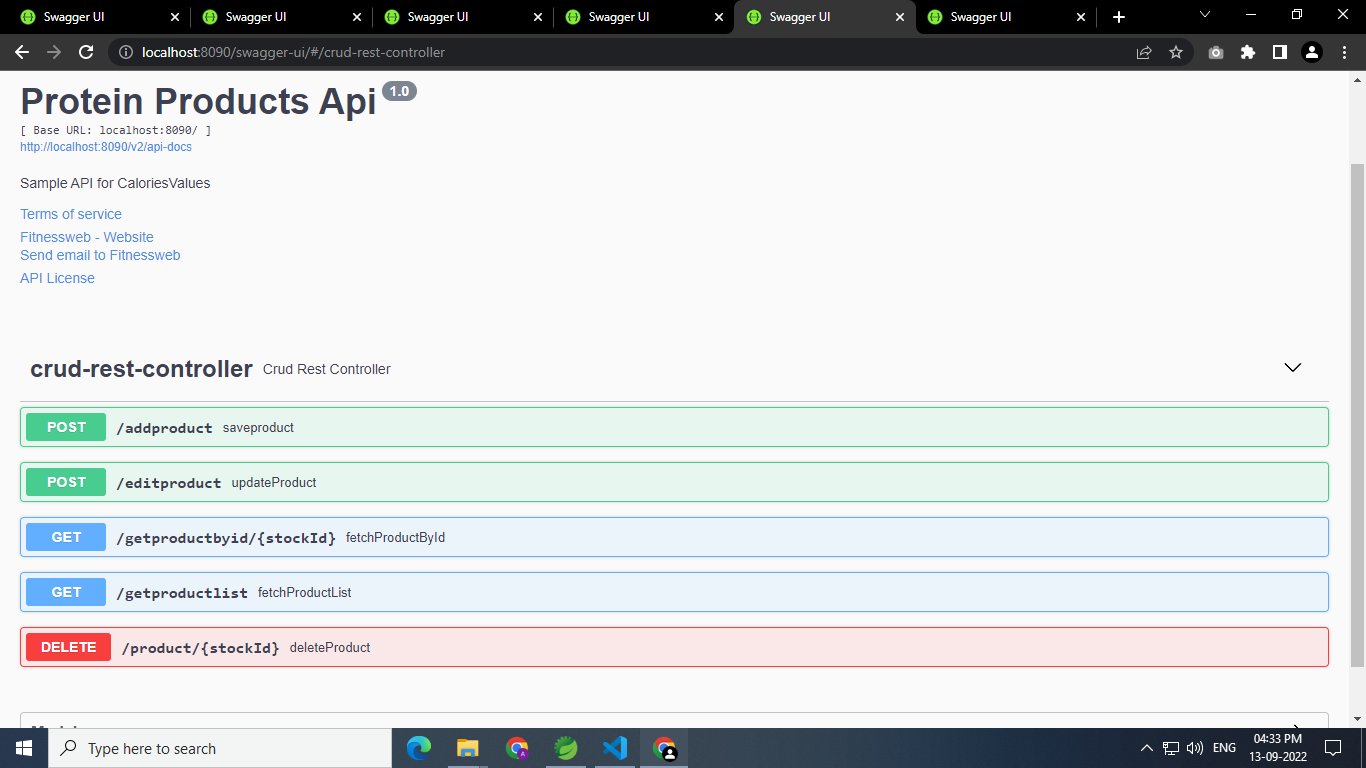 Swagger UI Swagger UI Swagger UI Swagger UI Swagger UI Swagger UI
localhost:8090/swagger-ui/#/crud-rest-controller
Protein Products Api 1.0
[ Base URL: localhost:8090/ ]
http://localhost:8090/v2/api-docs
Sample API for CaloriesValues
Terms of service
Fitnessweb - Website
Send email to Fitnessweb
API License
crud-rest-controller Crud Rest Controller
POST /addproduct saveproduct
POST /editproduct updateProduct
GET /getproductbyid/{stockId} fetchProductById
GET /getproductlist fetchProductList
DELETE /product/{stockId} deleteProduct
Type here to search
ENG
04:33 PM
13-09-2022